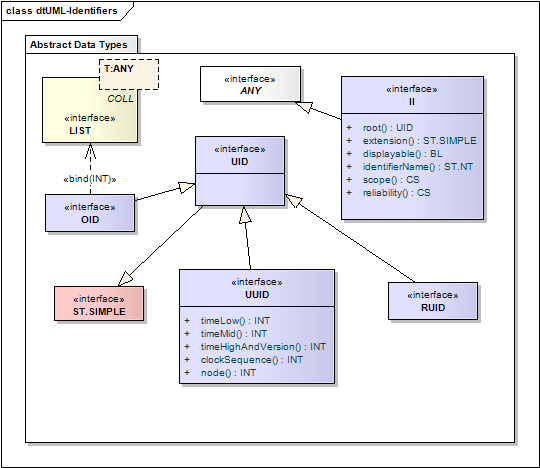 class dtUML-Identifiers
Abstract Data Types
T:ANY
COLL
«interface»
LIST
«interface»
ANY
«interface»
II
+ root() : UID
+ extension() : ST.SIMPLE
+ displayable() : BL
+ identifierName() : ST.NT
+ scope() : CS
+ reliability() : CS
«interface»
UID
«bind(INT)»
«interface»
OID
«interface»
ST.SIMPLE
«interface»
UUID
+ timeLow() : INT
+ timeMid() : INT
+ timeHighAndVersion() : INT
+ clockSequence() : INT
+ node() : INT
«interface»
RUID